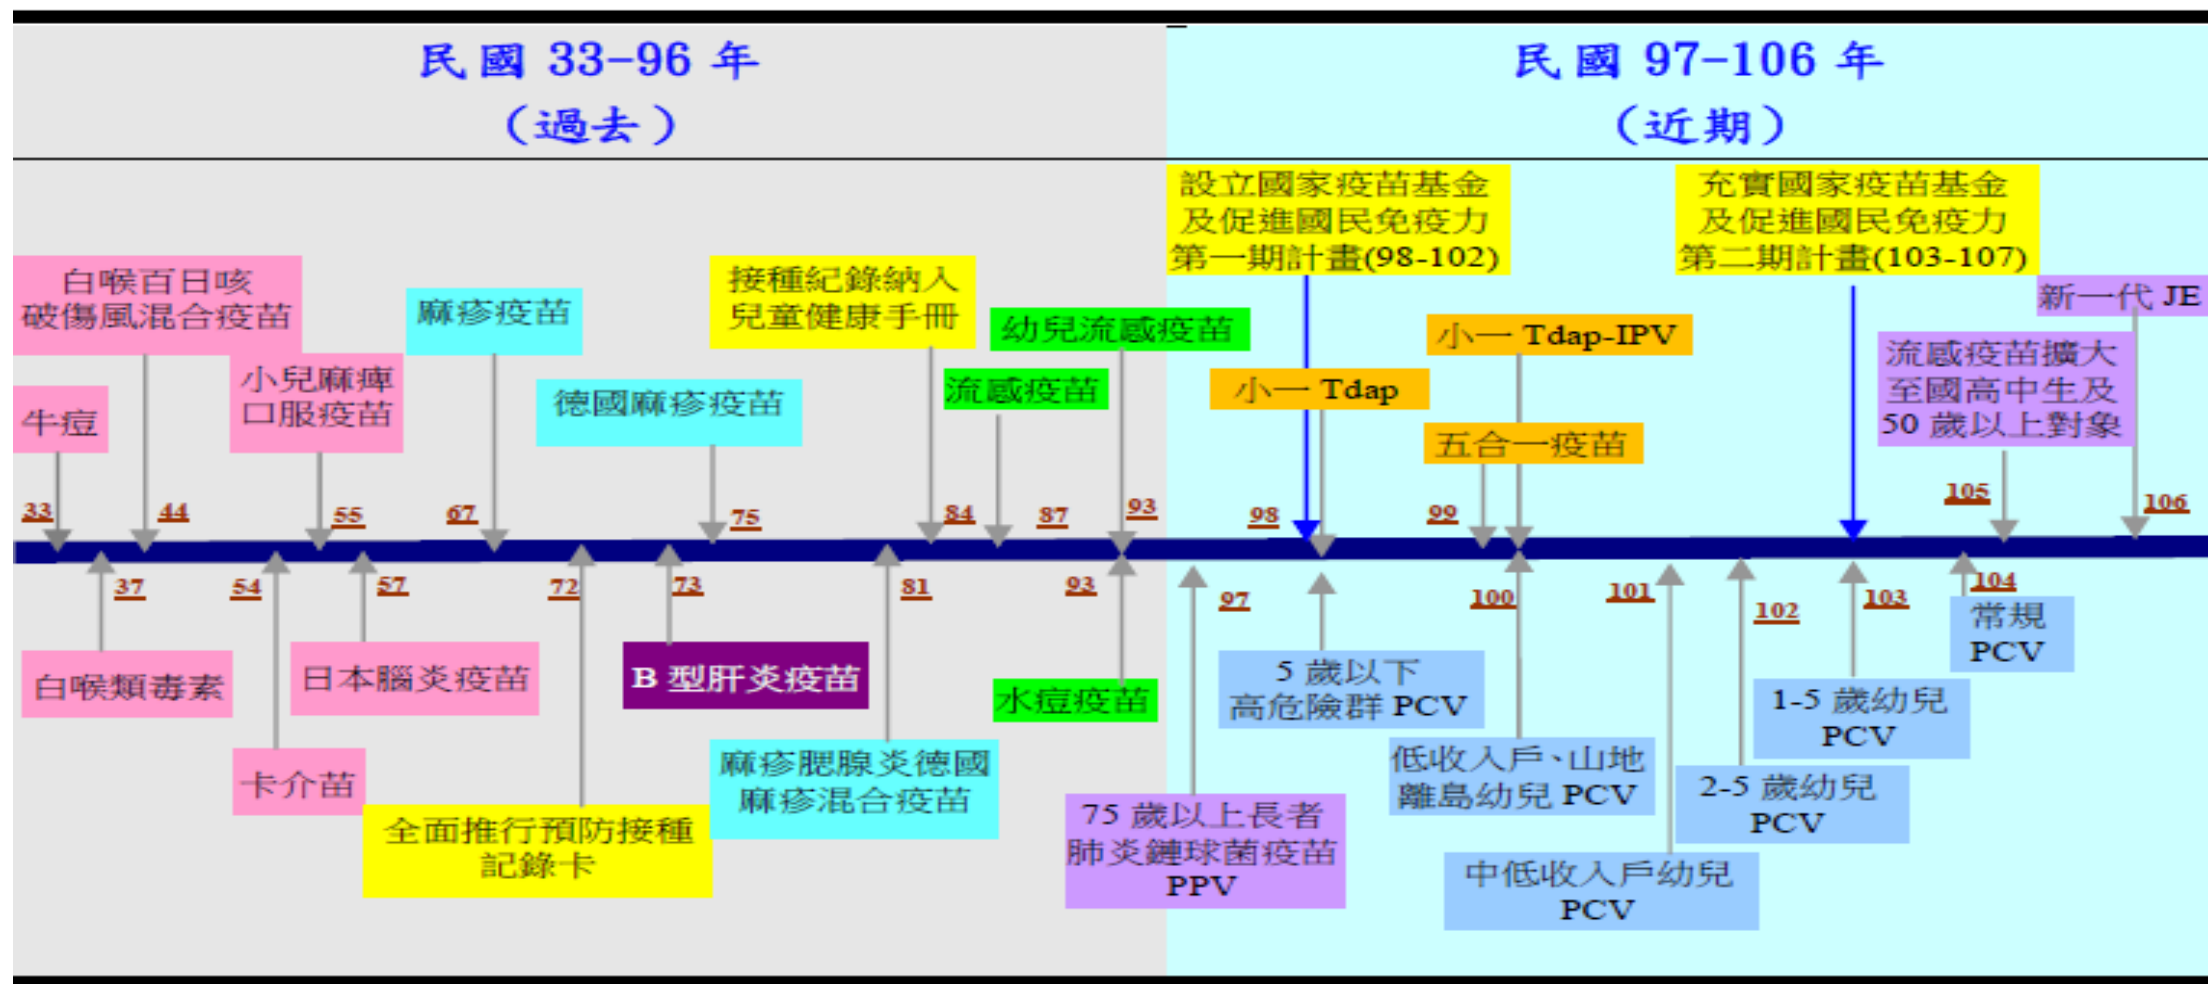 民國 33-96 年
（過去）
民國 97-106 年
（近期）
設立國家疫苗基金
及促進國民免疫力
第一期計畫(98-102)
充實國家疫苗基金
及促進國民免疫力
第二期計畫(103-107)
白喉百日咳
破傷風混合疫苗
麻疹疫苗
接種紀錄納入
兒童健康手冊
幼兒流感疫苗
小一 Tdap-IPV
新一代 JE
牛痘
小兒麻痺
口服疫苗
德國麻疹疫苗
流感疫苗
小一 Tdap
五合一疫苗
流感疫苗擴大
至國高中生及
50 歲以上對象
33
44
55
67
75
84
87
93
98
99
105
106
37
54
57
72
73
81
93
97
100
101
102
103
104
白喉類毒素
日本腦炎疫苗
B 型肝炎疫苗
水痘疫苗
5 歲以下
高危險群 PCV
常規
PCV
卡介苗
麻疹腮腺炎德國
麻疹混合疫苗
低收入戶、山地
離島幼兒 PCV
1-5 歲幼兒
PCV
全面推行預防接種
記錄卡
75 歲以上長者
肺炎鏈球菌疫苗
PPV
2-5 歲幼兒
PCV
中低收入戶幼兒
PCV